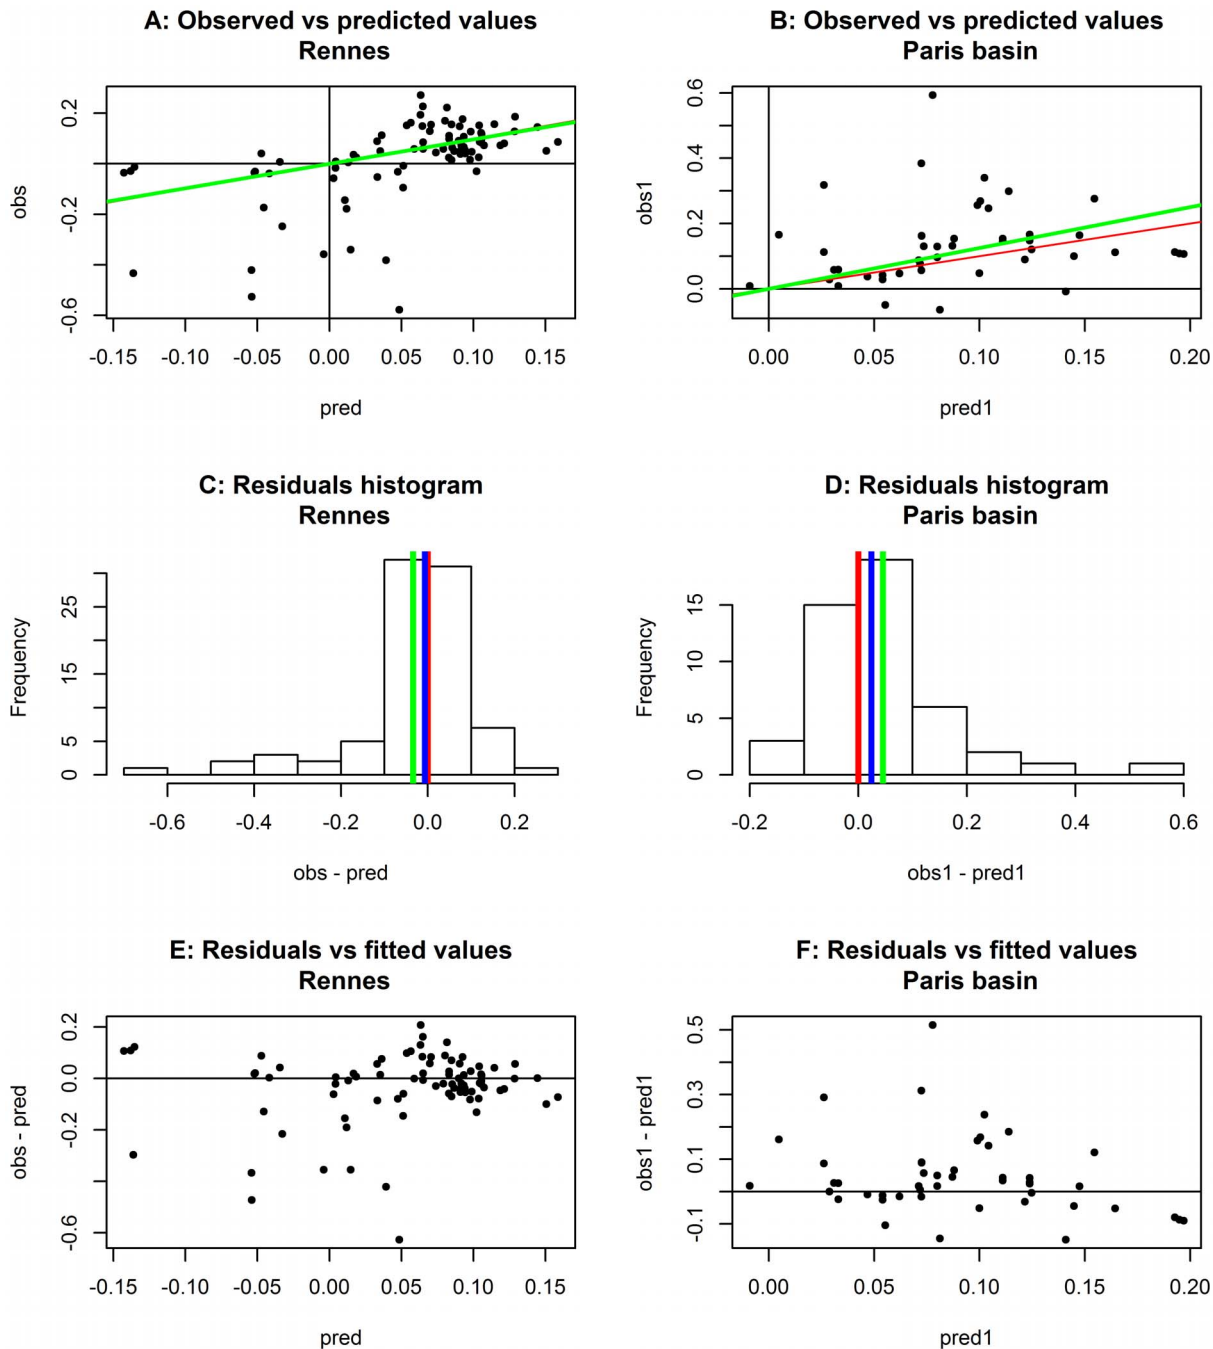 A: Observed vs predicted values
Rennes
obs
0.2
-0.2
-0.6
-0.15 -0.10 -0.05 0.00 0.05 0.10 0.15
pred
B: Observed vs predicted values
Paris basin
obs1
0.6
0.4
0.2
0.0
0.00 0.05 0.10 0.15 0.20
pred1
C: Residuals histogram
Rennes
Frequency
25
15
5
0
-0.6 -0.4 -0.2 0.0 0.2
obs - pred
D: Residuals histogram
Paris basin
Frequency
15
10
5
0
-0.2 0.0 0.2 0.4 0.6
obs1 - pred1
E: Residuals vs fitted values
Rennes
obs - pred
0.2
0.0
-0.2
-0.6
-0.15 -0.10 -0.05 0.00 0.05 0.10 0.15
pred
F: Residuals vs fitted values
Paris basin
obs1 - pred1
0.5
0.3
0.1
-0.1
0.00 0.05 0.10 0.15 0.20
pred1